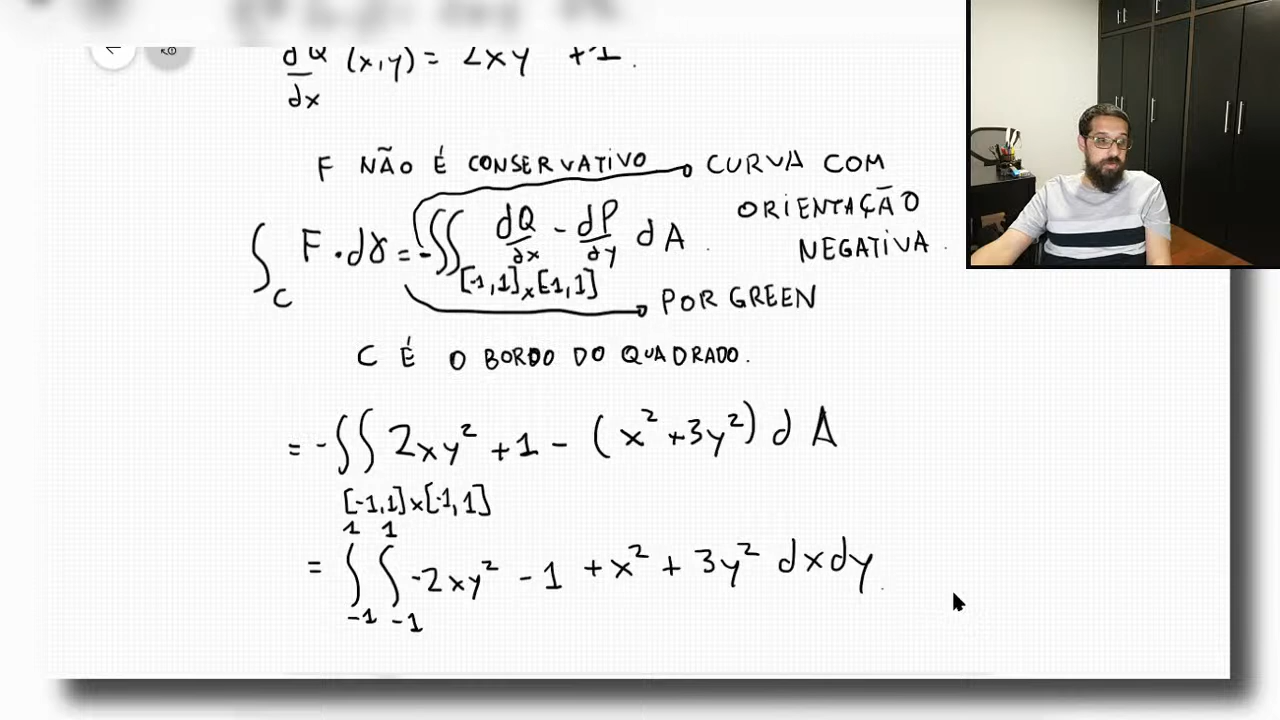 dQ/dx (x,y) = 2xy + 1.
F NÃO É CONSERVATIVO → CURVA COM ORIENTAÇÃO NEGATIVA.
∫_C F·dγ = -∬_{[-1,1]×[-1,1]} dQ/dx - dP/dy dA.
→ POR GREEN
C É O BORDO DO QUADRADO.
= -∬ 2xy² + 1 - (x² + 3y²) dA
[-1,1]×[-1,1]
= ∫_{-1}^{1} ∫_{-1}^{1} -2xy² - 1 + x² + 3y² dxdy.